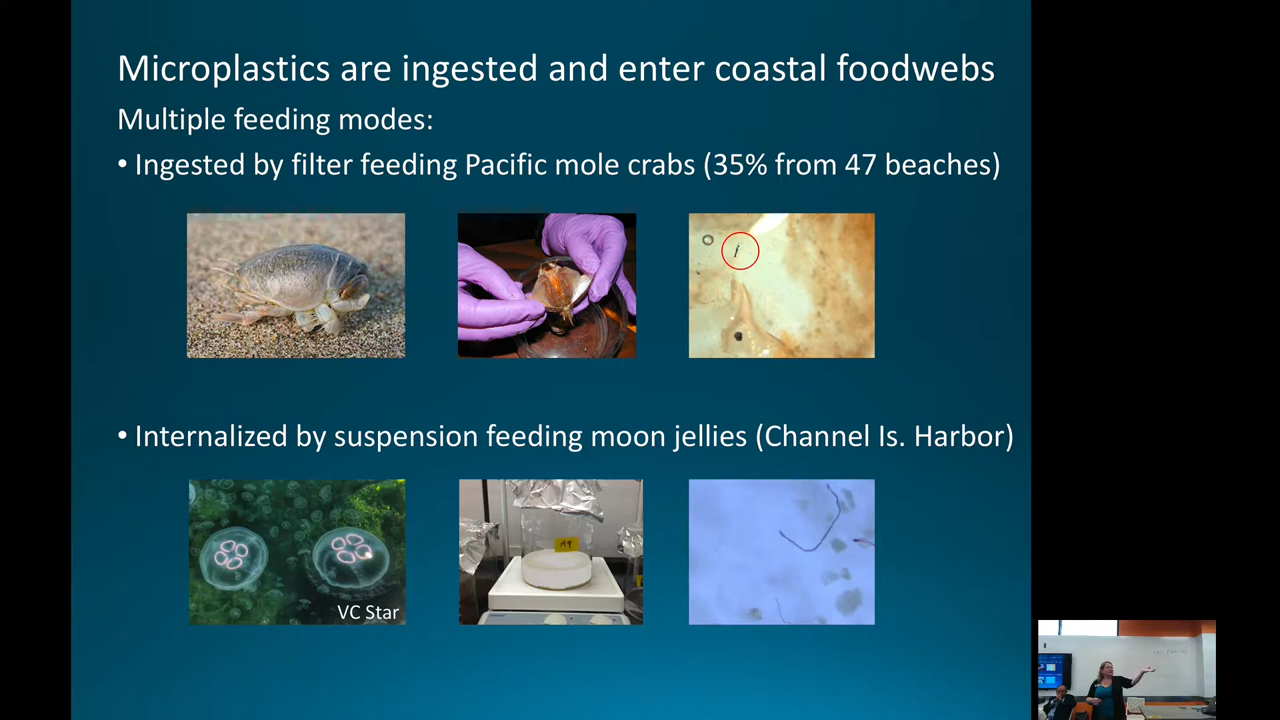 Microplastics are ingested and enter coastal foodwebs
Multiple feeding modes:
• Ingested by filter feeding Pacific mole crabs (35% from 47 beaches)
• Internalized by suspension feeding moon jellies (Channel Is. Harbor)
A9
VC Star